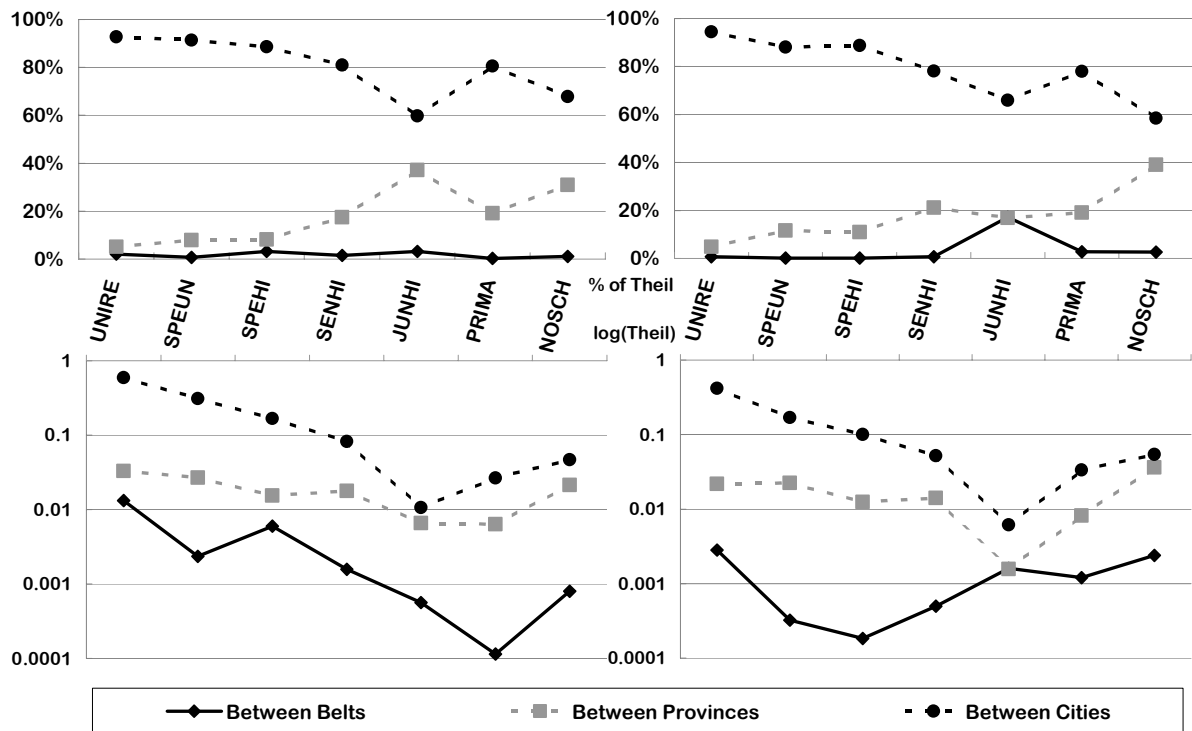 100% 100%
80% 80%
60% 60%
40% 40%
20% 20%
0% 0%
% of Theil
UNIRE SPEUN SPEHI SENHI JUNHI PRIMA NOSCH UNIRE SPEUN SPEHI SENHI JUNHI PRIMA NOSCH
log(Theil)
1 1
0.1 0.1
0.01 0.01
0.001 0.001
0.0001 0.0001
Between Belts Between Provinces Between Cities